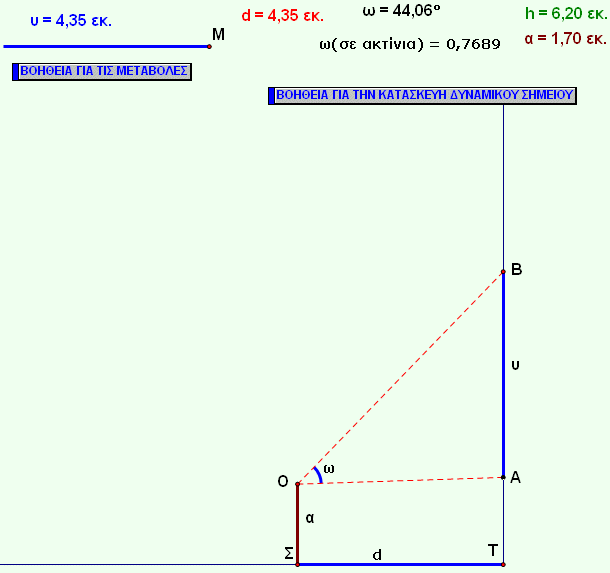 υ = 4,35 εκ.
Μ
d = 4,35 εκ.
ω = 44,06°
ω(σε ακτίνια) = 0,7689
h = 6,20 εκ.
α = 1,70 εκ.
ΒΟΗΘΕΙΑ ΓΙΑ ΤΙΣ ΜΕΤΑΒΟΛΕΣ
ΒΟΗΘΕΙΑ ΓΙΑ ΤΗΝ ΚΑΤΑΣΚΕΥΗ ΔΥΝΑΜΙΚΟΥ ΣΗΜΕΙΟΥ
Β
υ
ω
Ο
Α
α
Σ
d
Τ